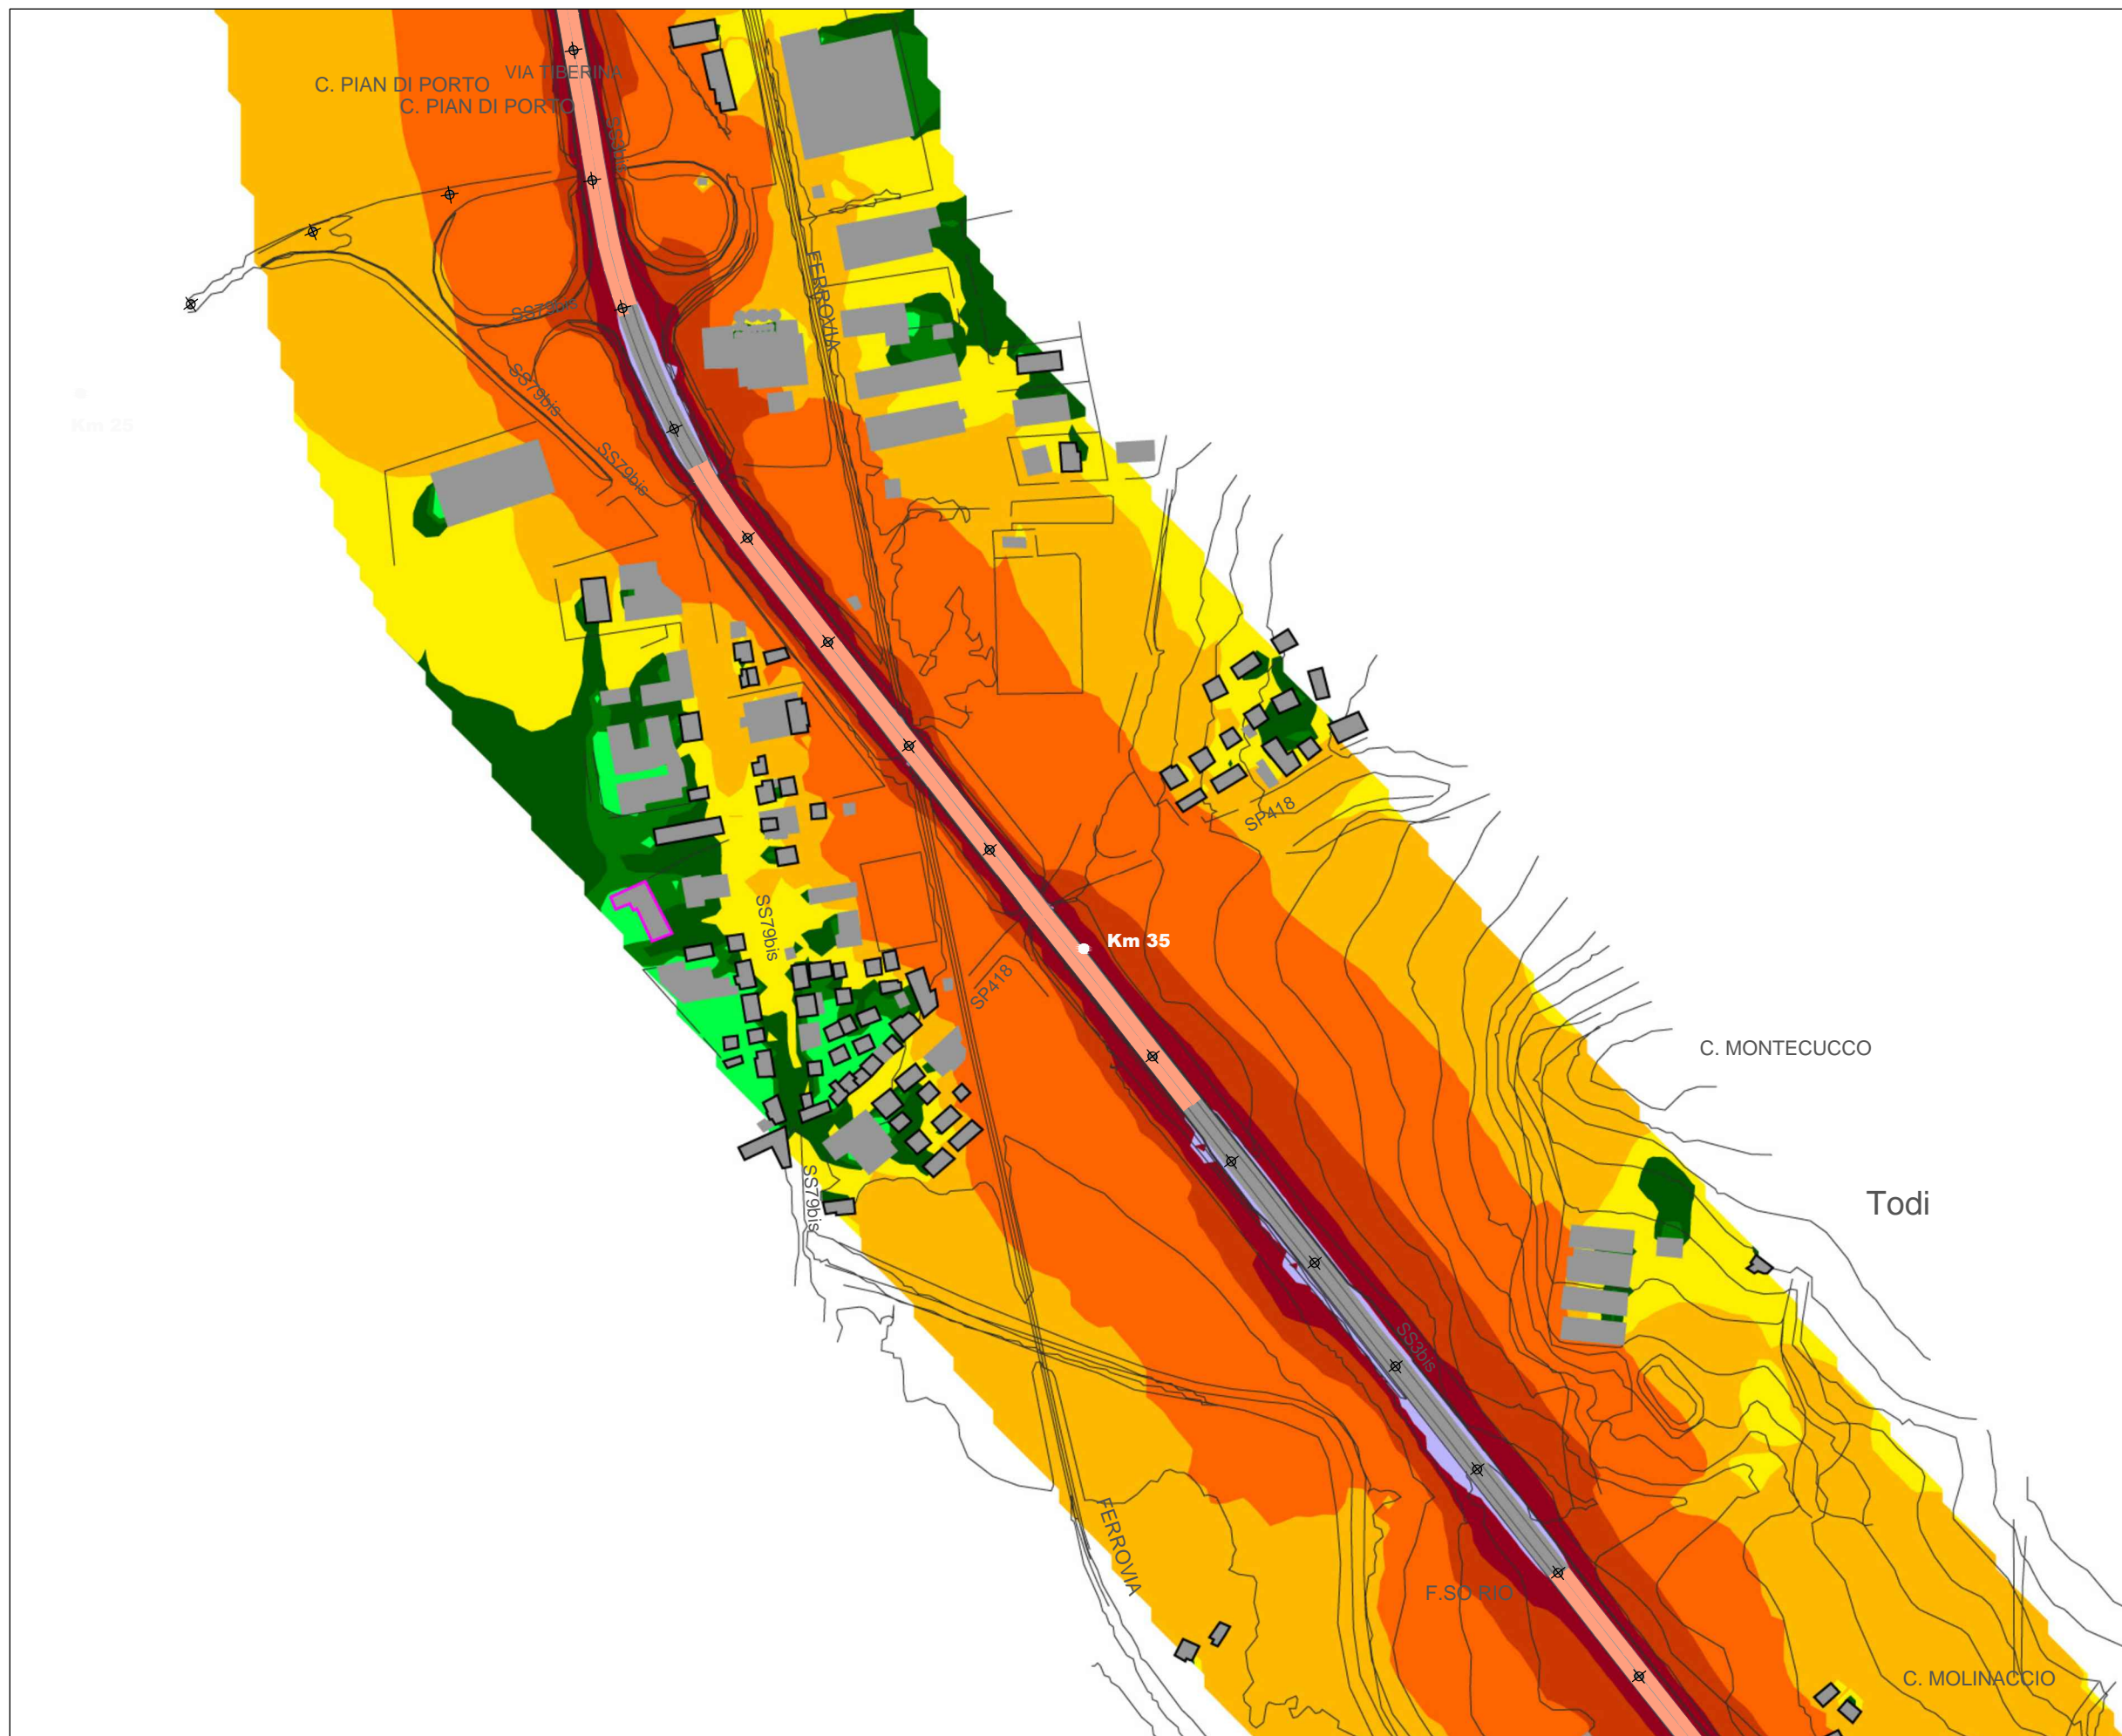 VIA TIBERINA
C. PIAN DI PORTO
C. PIAN DI PORTO
SS3bis
FERROVIA
SS79bis
SS79bis
Km 25
SS79bis
SP418
SS79bis
Km 35
SP418
C. MONTECUCCO
SS79bis
Todi
SS3bis
FERROVIA
F.SO RIO
C. MOLINACCIO